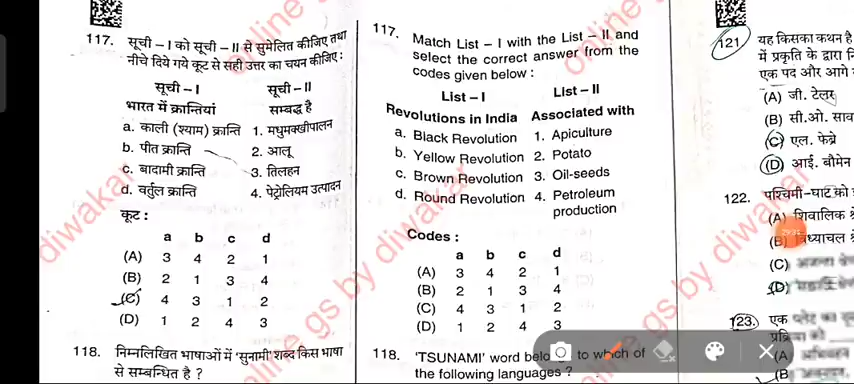 117. सूची – I को सूची – II से सुमेलित कीजिए तथा
नीचे दिये गये कूट से सही उत्तर का चयन कीजिए :
सूची – I सूची – II
भारत में क्रान्तियां सम्बद्ध है
a. काली (श्याम) क्रान्ति 1. मधुमक्खीपालन
b. पीत क्रान्ति 2. आलू
c. बादामी क्रान्ति 3. तिलहन
d. वर्तुल क्रान्ति 4. पेट्रोलियम उत्पादन
कूट :
a b c d
(A) 3 4 2 1
(B) 2 1 3 4
(C) 4 3 1 2
(D) 1 2 4 3
118. निम्नलिखित भाषाओं में 'सुनामी' शब्द किस भाषा
से सम्बन्धित है ?
117. Match List – I with the List – II and
select the correct answer from the
codes given below :
List – I List – II
Revolutions in India Associated with
a. Black Revolution 1. Apiculture
b. Yellow Revolution 2. Potato
c. Brown Revolution 3. Oil-seeds
d. Round Revolution 4. Petroleum
production
Codes :
a b c d
(A) 3 4 2 1
(B) 2 1 3 4
(C) 4 3 1 2
(D) 1 2 4 3
118. 'TSUNAMI' word to which of
the following languages ?
121 यह किसका कथन है
में प्रकृति के द्वारा
एक पद और आगे
(A) जी. टेलर
(B) सी.ओ.
(C) एल. फेब्रे
(D) आई. बौमेन
122. पश्चिमी-घाट को
(A) शिवालिक
(B) विंध्याचल
(C)
(D)
123. एक
(A)
(B)
online gs by diwakar